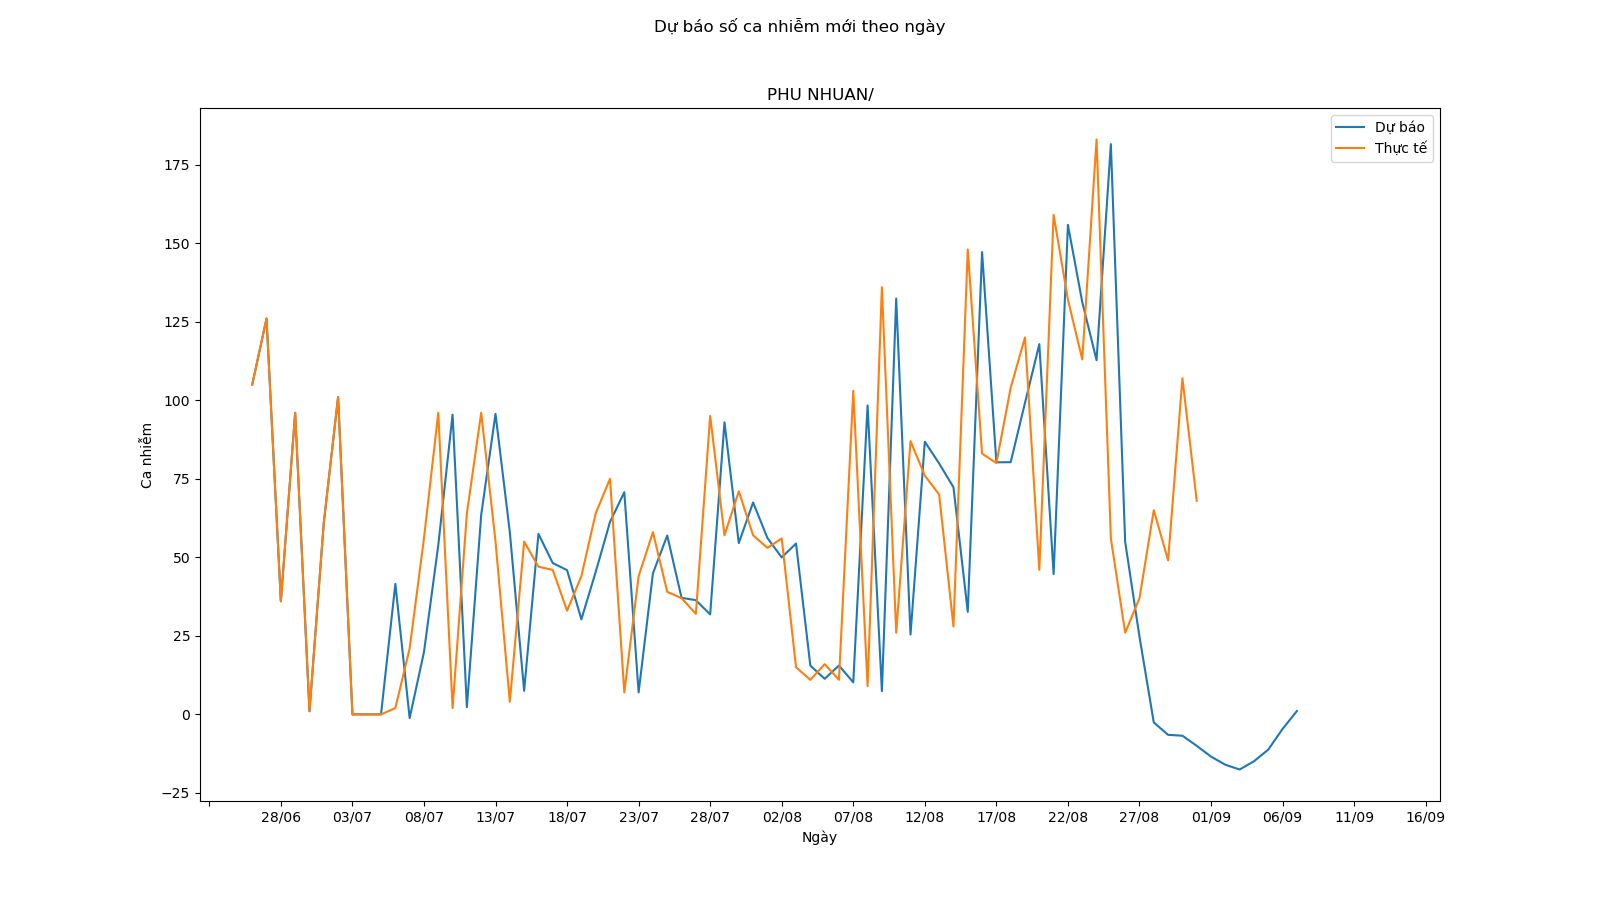 Dự báo số ca nhiễm mới theo ngày
PHU NHUAN/
Dự báo
Thực tế
175
150
125
100
75
50
25
0
−25
Ca nhiễm
28/06 03/07 08/07 13/07 18/07 23/07 28/07 02/08 07/08 12/08 17/08 22/08 27/08 01/09 06/09 11/09 16/09
Ngày